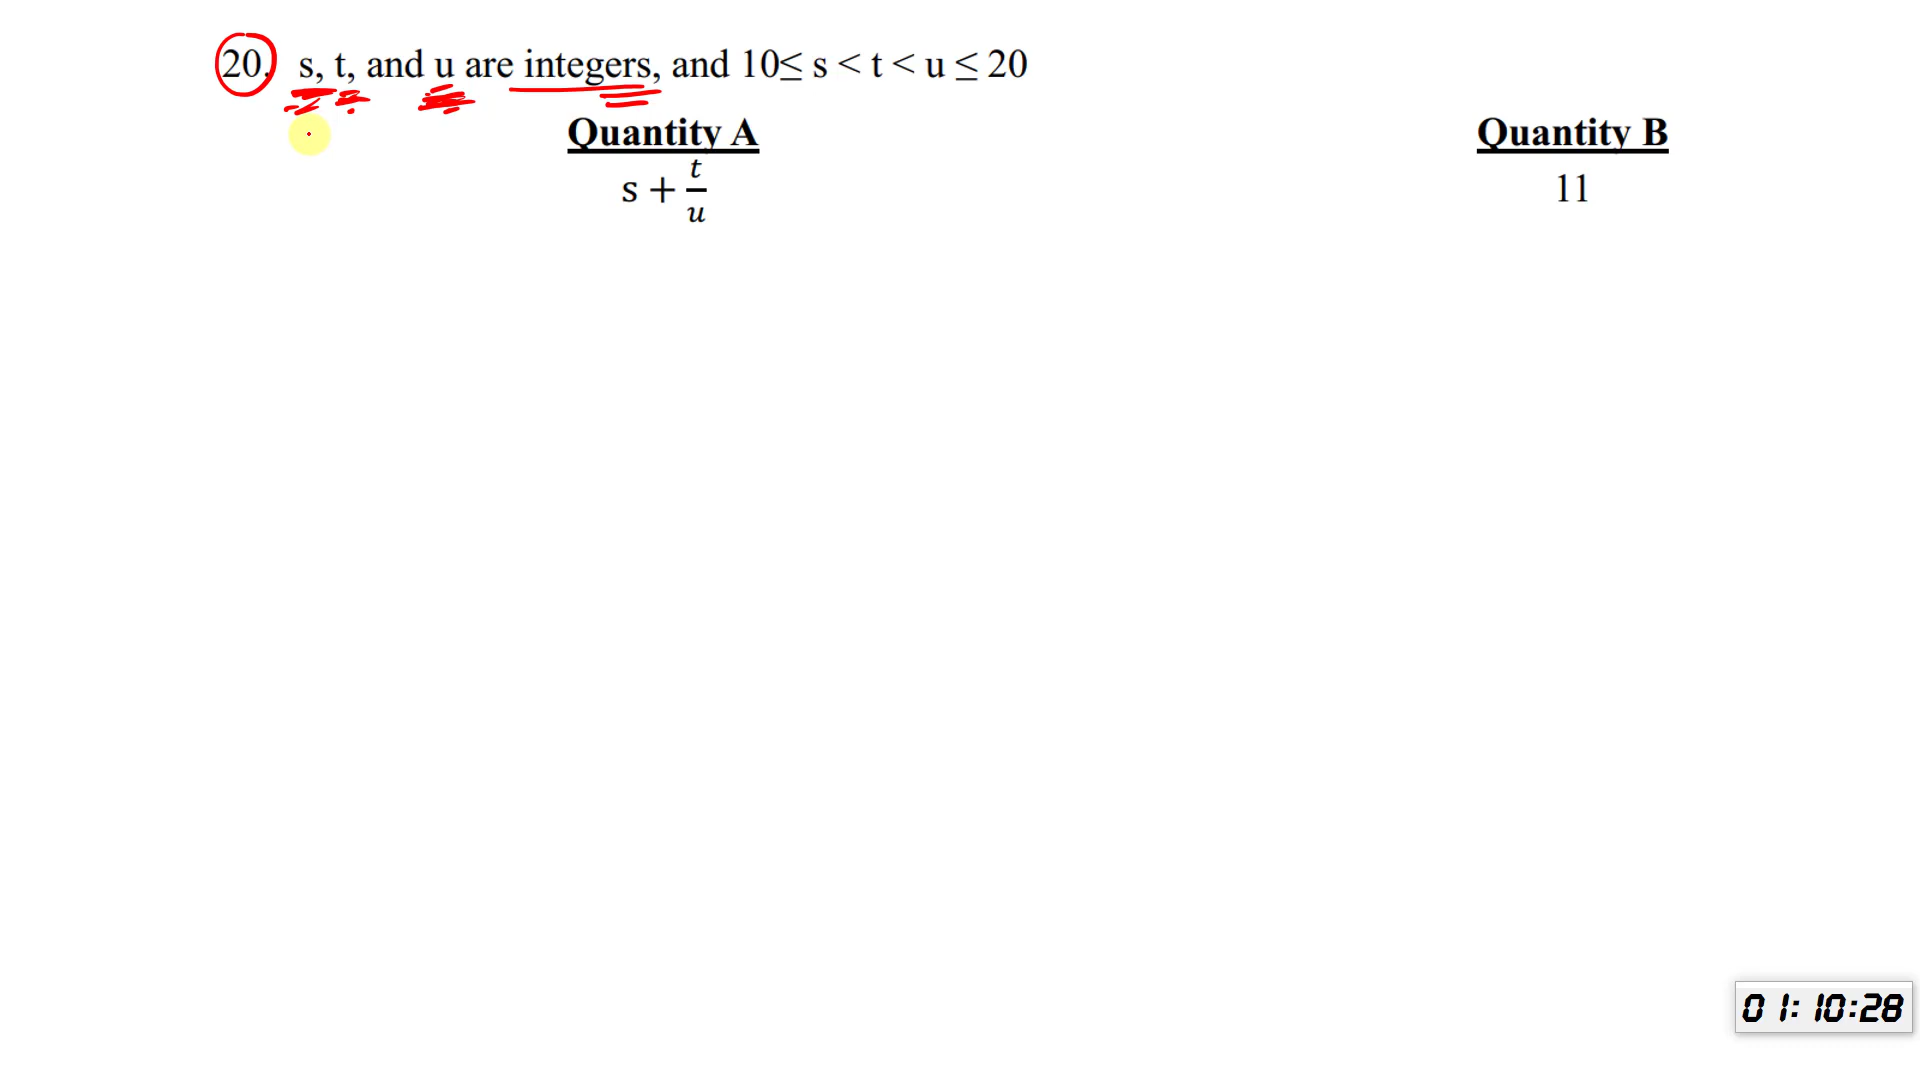 20. s, t, and u are integers, and 10≤ s < t < u ≤ 20
Quantity A Quantity B
s + t/u 11
01:10:28